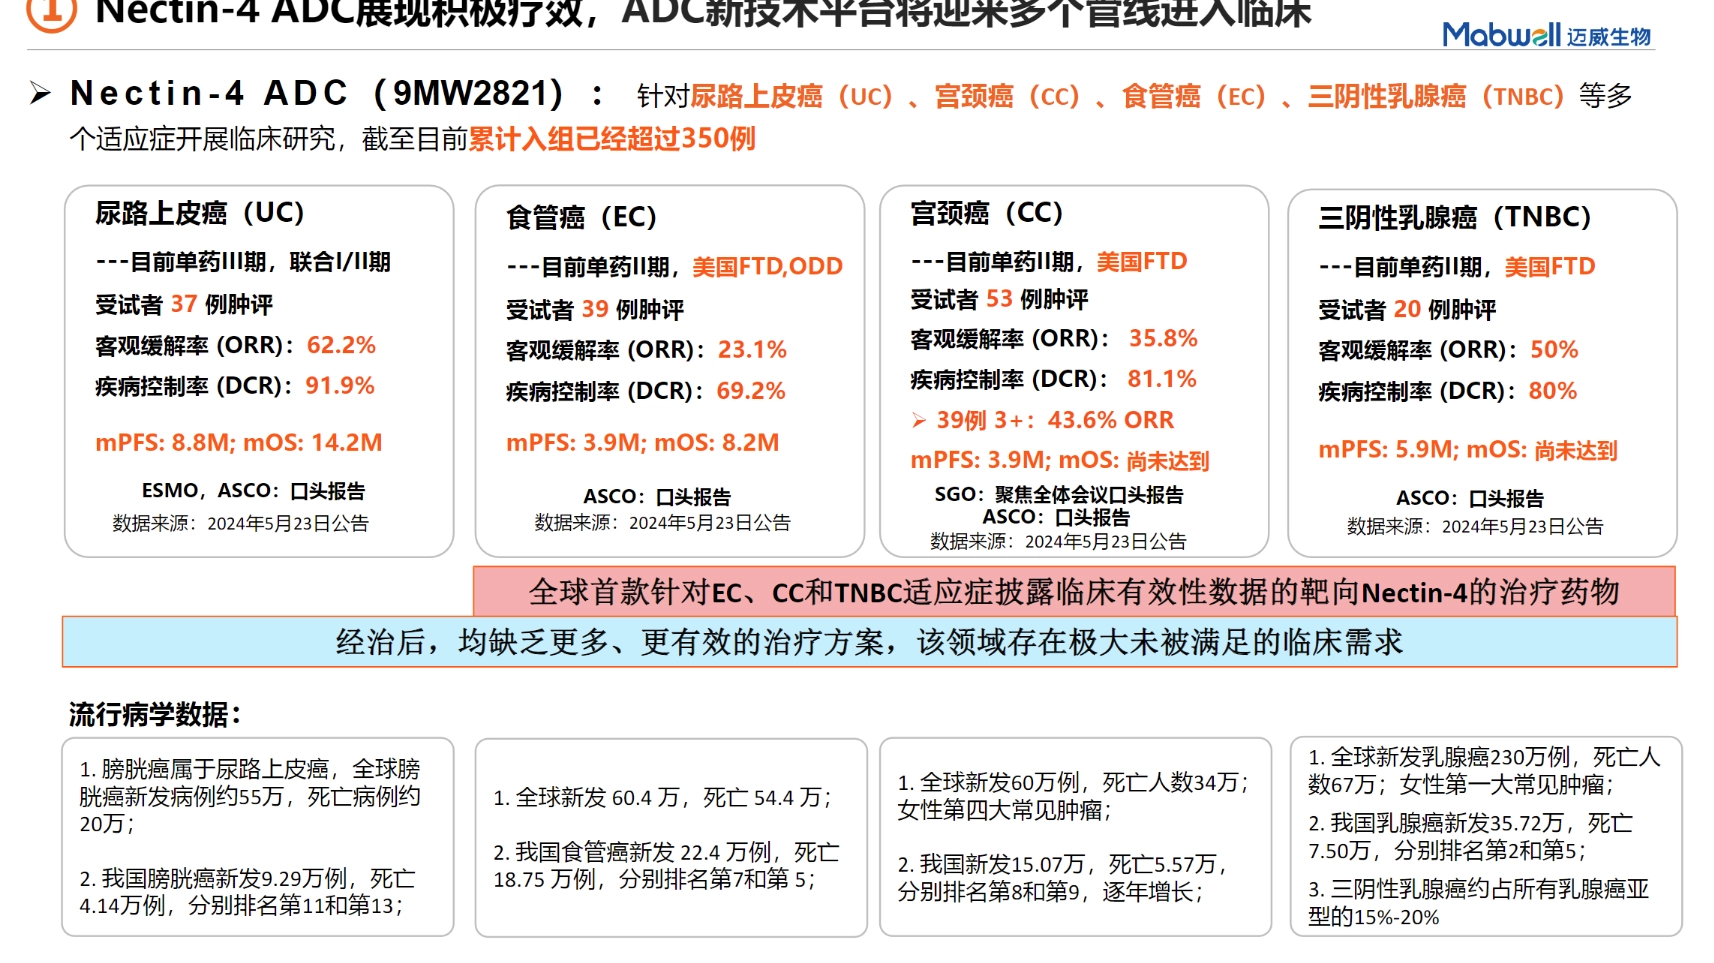 ① Nectin-4 ADC展现积极疗效，ADC新技术平台将迎来多个管线进入临床
Mabwell 迈威生物
➢ Nectin-4 ADC（9MW2821）： 针对尿路上皮癌（UC）、宫颈癌（CC）、食管癌（EC）、三阴性乳腺癌（TNBC）等多
个适应症开展临床研究，截至目前累计入组已经超过350例
尿路上皮癌（UC）
---目前单药III期，联合I/II期
受试者 37 例肿评
客观缓解率 (ORR)：62.2%
疾病控制率 (DCR)：91.9%
mPFS: 8.8M; mOS: 14.2M
ESMO，ASCO：口头报告
数据来源：2024年5月23日公告
食管癌（EC）
---目前单药II期，美国FTD,ODD
受试者 39 例肿评
客观缓解率 (ORR)：23.1%
疾病控制率 (DCR)：69.2%
mPFS: 3.9M; mOS: 8.2M
ASCO：口头报告
数据来源：2024年5月23日公告
宫颈癌（CC）
---目前单药II期，美国FTD
受试者 53 例肿评
客观缓解率 (ORR)： 35.8%
疾病控制率 (DCR)： 81.1%
➢ 39例 3+：43.6% ORR
mPFS: 3.9M; mOS: 尚未达到
SGO：聚焦全体会议口头报告
ASCO：口头报告
数据来源：2024年5月23日公告
三阴性乳腺癌（TNBC）
---目前单药II期，美国FTD
受试者 20 例肿评
客观缓解率 (ORR)：50%
疾病控制率 (DCR)：80%
mPFS: 5.9M; mOS: 尚未达到
ASCO：口头报告
数据来源：2024年5月23日公告
全球首款针对EC、CC和TNBC适应症披露临床有效性数据的靶向Nectin-4的治疗药物
经治后，均缺乏更多、更有效的治疗方案，该领域存在极大未被满足的临床需求
流行病学数据：
1. 膀胱癌属于尿路上皮癌，全球膀
胱癌新发病例约55万，死亡病例约
20万；
2. 我国膀胱癌新发9.29万例，死亡
4.14万例，分别排名第11和第13；
1. 全球新发 60.4 万，死亡 54.4 万；
2. 我国食管癌新发 22.4 万例，死亡
18.75 万例，分别排名第7和第 5；
1. 全球新发60万例，死亡人数34万；
女性第四大常见肿瘤；
2. 我国新发15.07万，死亡5.57万，
分别排名第8和第9，逐年增长；
1. 全球新发乳腺癌230万例，死亡人
数67万；女性第一大常见肿瘤；
2. 我国乳腺癌新发35.72万，死亡
7.50万，分别排名第2和第5；
3. 三阴性乳腺癌约占所有乳腺癌亚
型的15%-20%